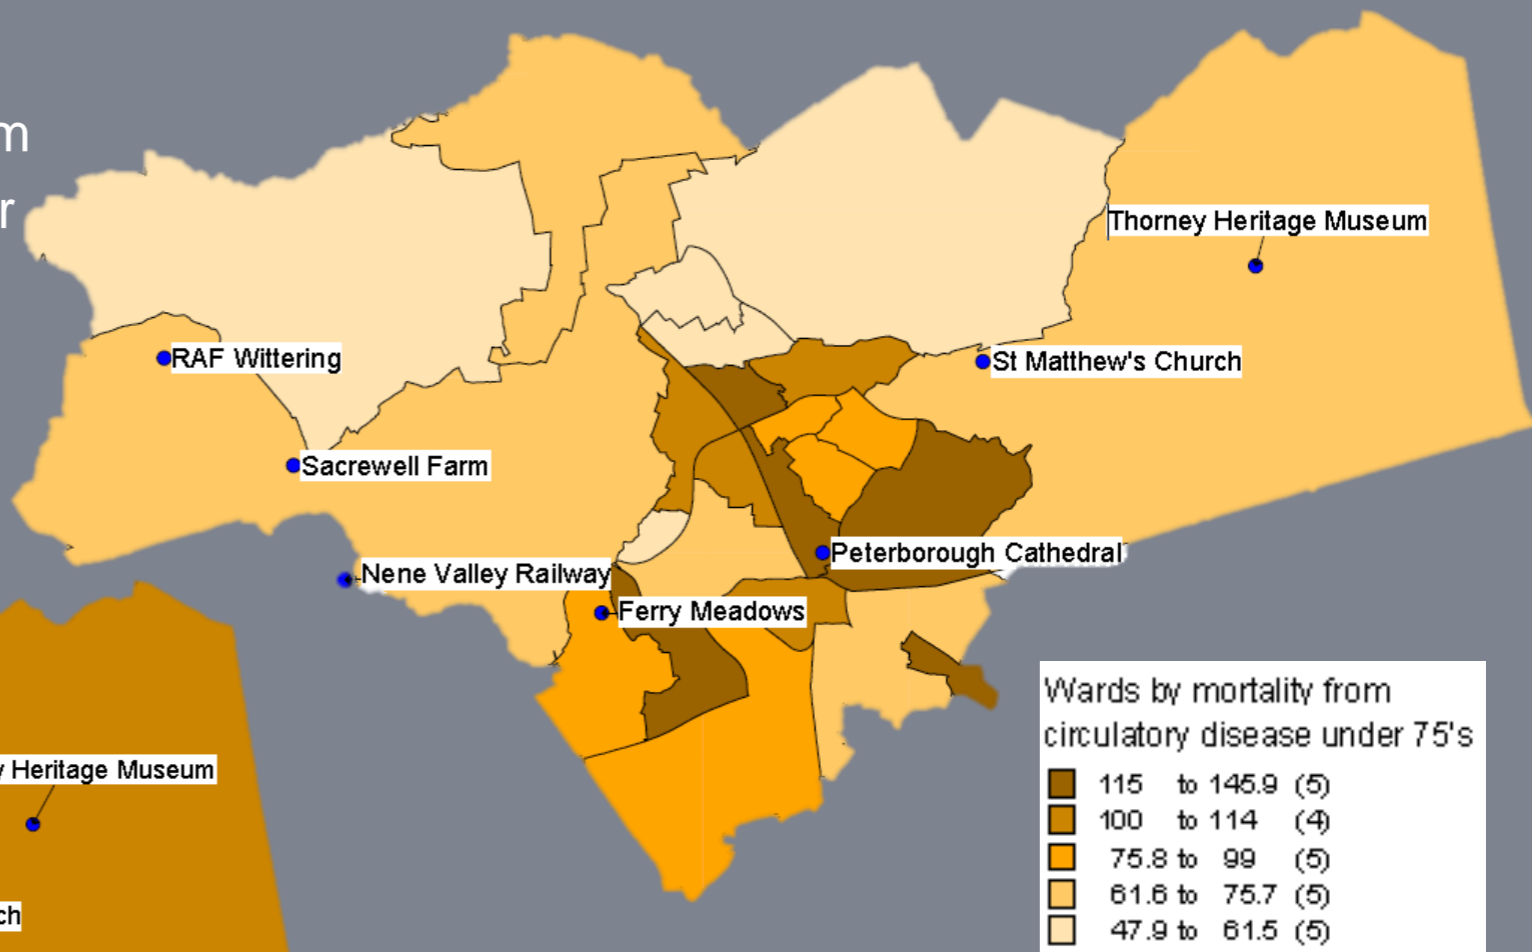 m
r
Thorney Heritage Museum
RAF Wittering
St Matthew's Church
Sacrewell Farm
Peterborough Cathedral
Nene Valley Railway
Ferry Meadows
Wards by mortality from
circulatory disease under 75's
115 to 145.9 (5)
100 to 114 (4)
75.8 to 99 (5)
61.6 to 75.7 (5)
47.9 to 61.5 (5)
y Heritage Museum
ch